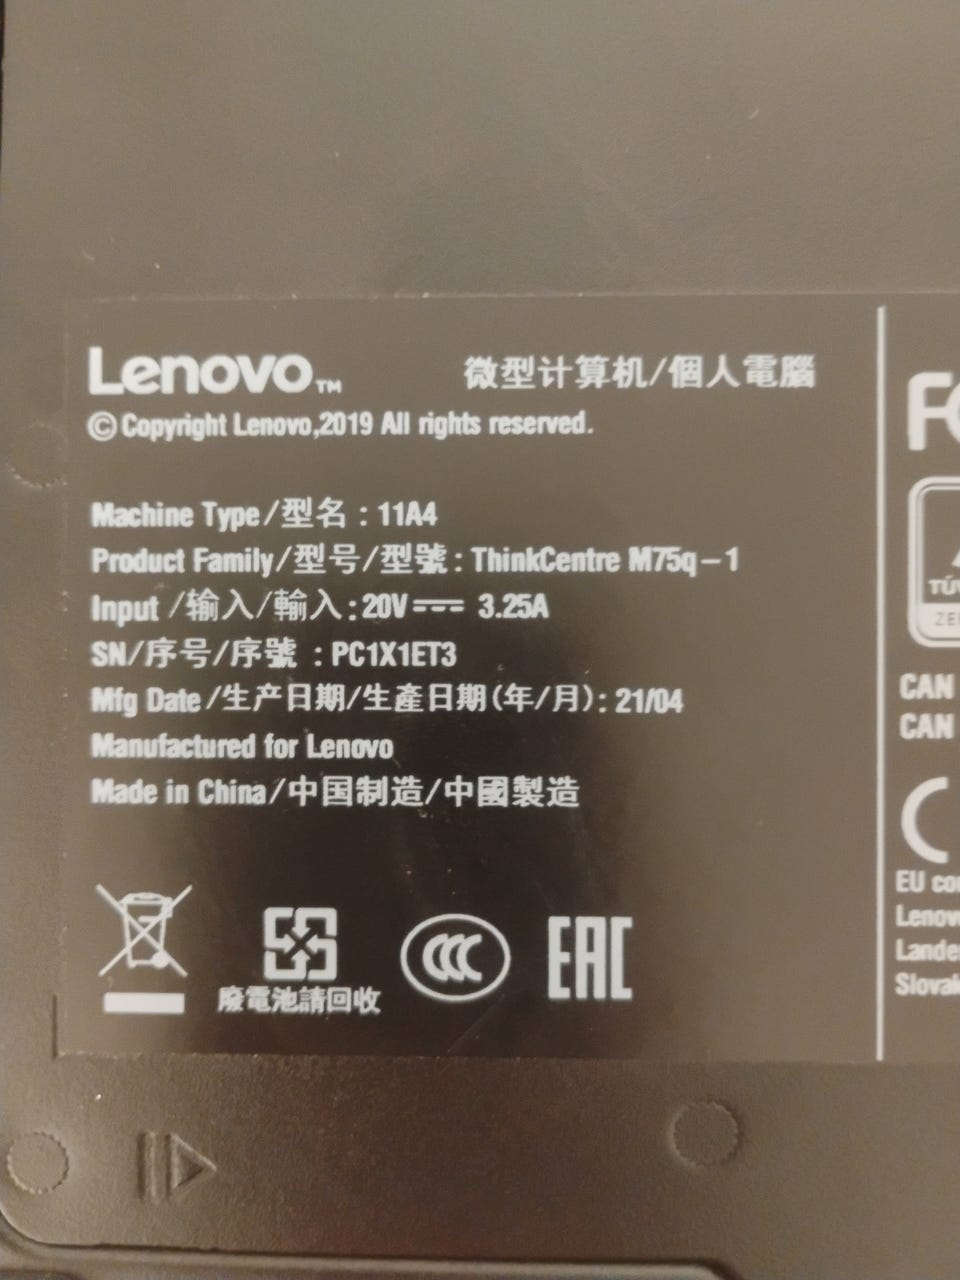 Lenovo™ 微型计算机/個人電腦
©Copyright Lenovo,2019 All rights reserved.
Machine Type/型名 : 11A4
Product Family/型号/型號 : ThinkCentre M75q-1
Input /输入/輸入:20V⎓ 3.25A
SN/序号/序號 : PC1X1ET3
Mfg Date/生产日期/生產日期(年/月): 21/04
Manufactured for Lenovo
Made in China/中国制造/中國製造
廢電池請回收
CCC
EAC
CAN
CAN
CE
EU